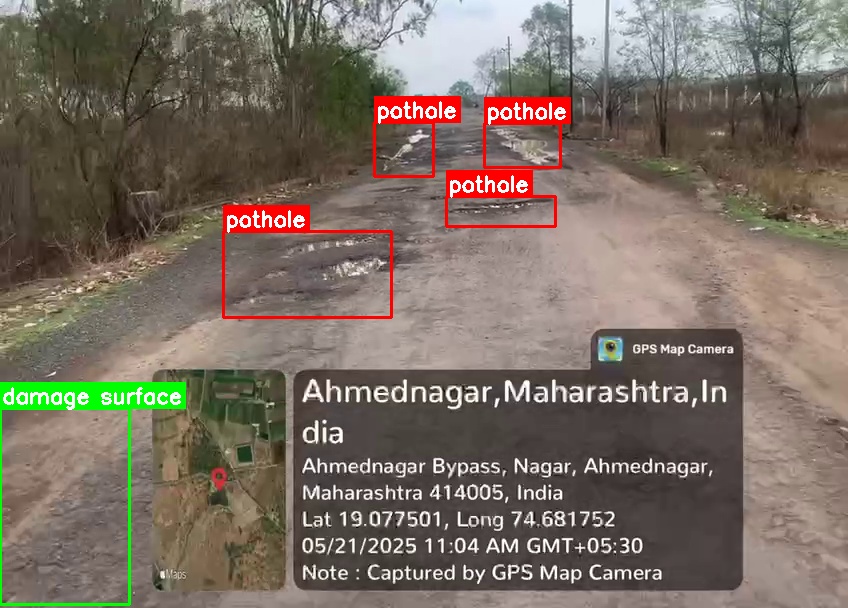 pothole
pothole
pothole
pothole
damage surface
GPS Map Camera
Ahmednagar,Maharashtra,In
dia
Ahmednagar Bypass, Nagar, Ahmednagar,
Maharashtra 414005, India
Lat 19.077501, Long 74.681752
05/21/2025 11:04 AM GMT+05:30
Note : Captured by GPS Map Camera
Maps